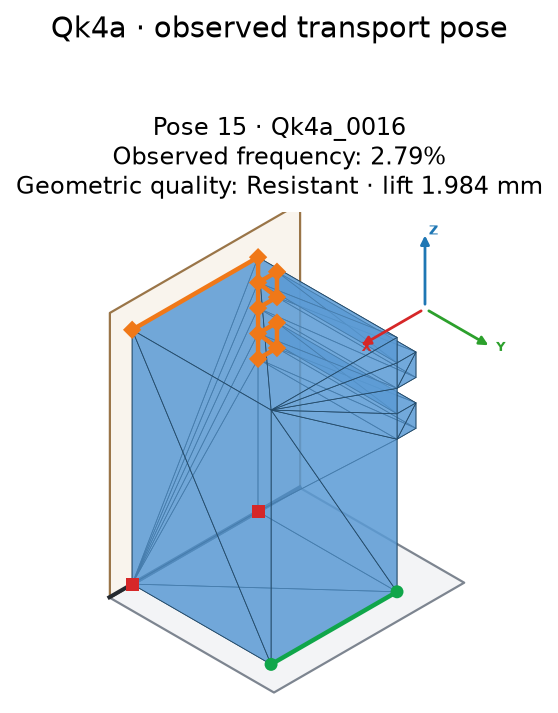 Qk4a · observed transport pose
Pose 15 · Qk4a_0016
Observed frequency: 2.79%
Geometric quality: Resistant · lift 1.984 mm
Z
X
Y